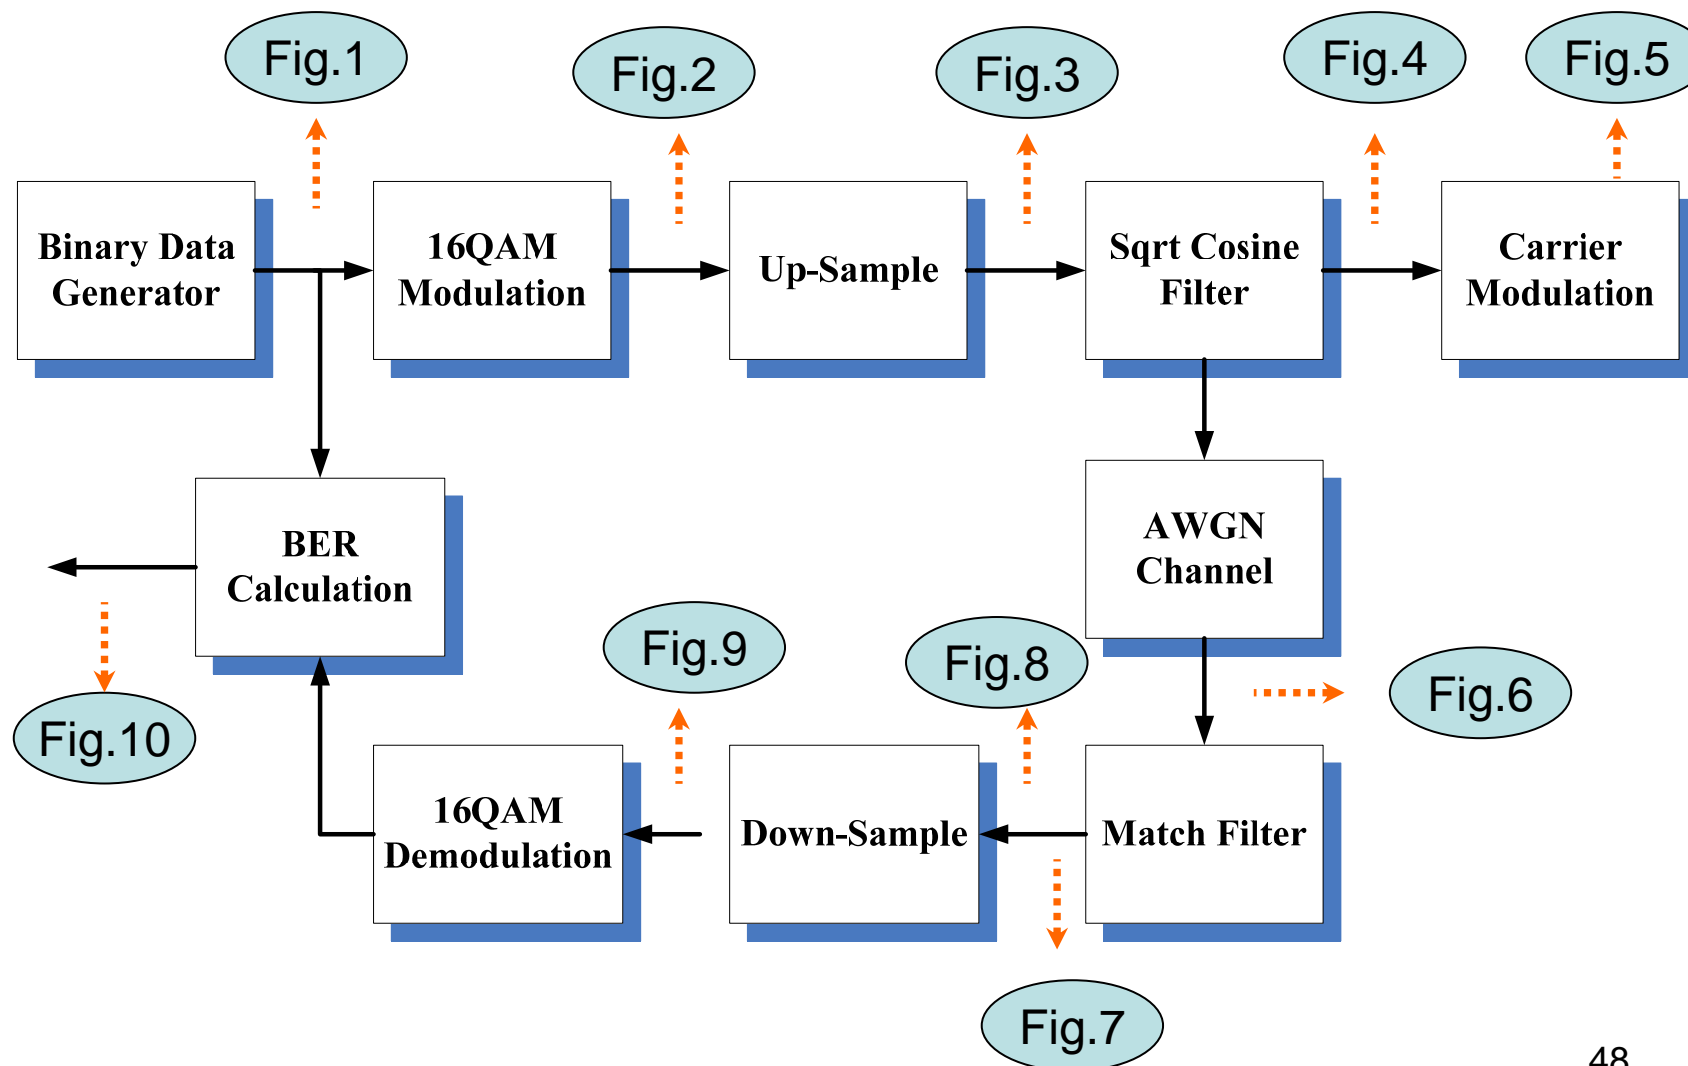 Fig.1
Fig.2
Fig.3
Fig.4
Fig.5
Binary Data
Generator
16QAM
Modulation
Up-Sample
Sqrt Cosine
Filter
Carrier
Modulation
BER
Calculation
AWGN
Channel
Fig.9
Fig.8
Fig.6
Fig.10
16QAM
Demodulation
Down-Sample
Match Filter
Fig.7
48